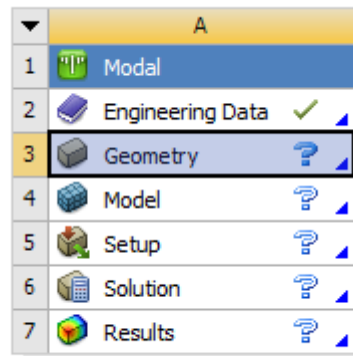 A
1 Modal
2 Engineering Data
3 Geometry ?
4 Model ?
5 Setup ?
6 Solution ?
7 Results ?